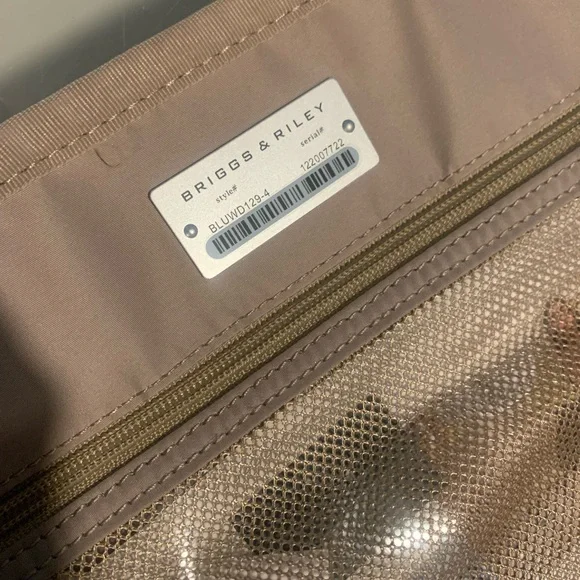 BRIGGS & RILEY
style# serial#
BLUWD129-4 122007722